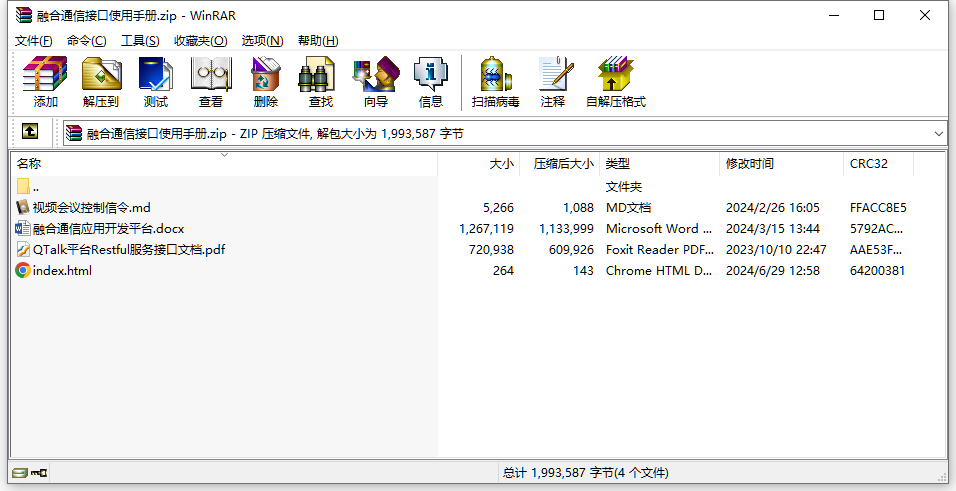 融合通信接口使用手册.zip - WinRAR
文件(F) 命令(C) 工具(S) 收藏夹(O) 选项(N) 帮助(H)
添加 解压到 测试 查看 删除 查找 向导 信息 扫描病毒 注释 自解压格式
融合通信接口使用手册.zip - ZIP 压缩文件, 解包大小为 1,993,587 字节
名称 大小 压缩后大小 类型 修改时间 CRC32
.. 文件夹
视频会议控制信令.md 5,266 1,088 MD文档 2024/2/26 16:05 FFACC8E5
融合通信应用开发平台.docx 1,267,119 1,133,999 Microsoft Word ... 2024/3/15 13:44 5792AC...
QTalk平台Restful服务接口文档.pdf 720,938 609,926 Foxit Reader PDF... 2023/10/10 22:47 AAE53F...
index.html 264 143 Chrome HTML D... 2024/6/29 12:58 64200381
总计 1,993,587 字节(4 个文件)